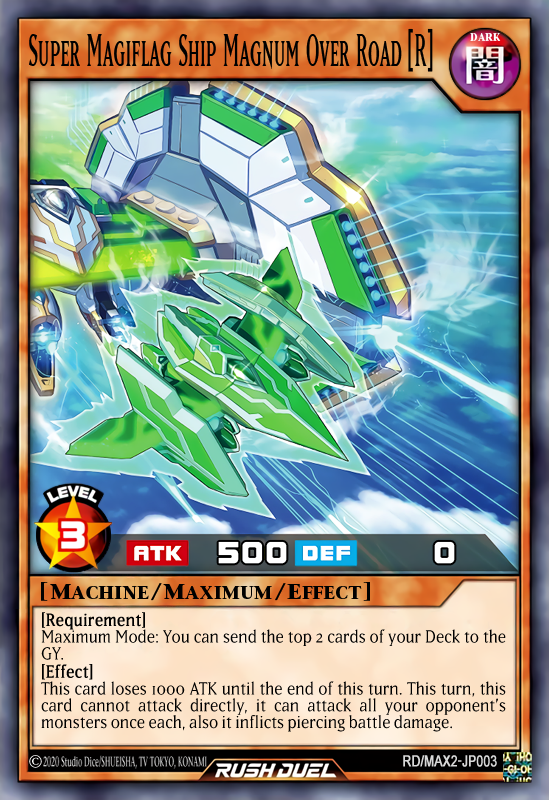 Super Magiflag Ship Magnum Over Road [R]
DARK
闇
LEVEL
3
ATK 500 DEF 0
[Machine/Maximum/Effect]
[Requirement]
Maximum Mode: You can send the top 2 cards of your Deck to the
GY.
[Effect]
This card loses 1000 ATK until the end of this turn. This turn, this
card cannot attack directly, it can attack all your opponent's
monsters once each, also it inflicts piercing battle damage.
©2020 Studio Dice/SHUEISHA, TV TOKYO, KONAMI
RUSH DUEL
RD/MAX2-JP003